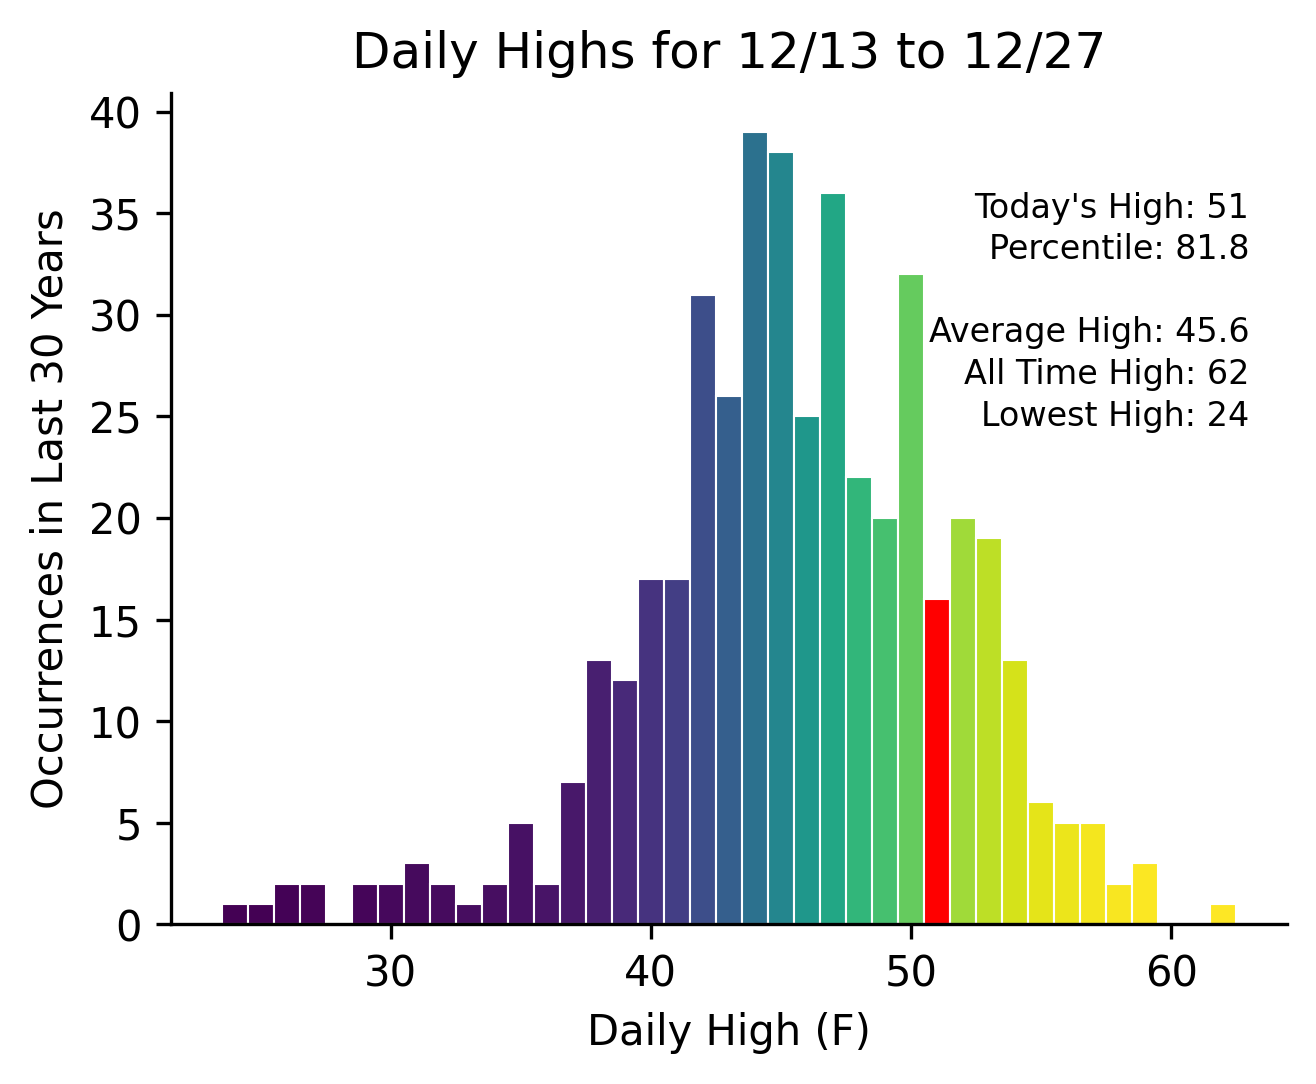 Daily Highs for 12/13 to 12/27
40
35
30
25
20
15
10
5
0
Occurrences in Last 30 Years
Today's High: 51
Percentile: 81.8
Average High: 45.6
All Time High: 62
Lowest High: 24
30 40 50 60
Daily High (F)